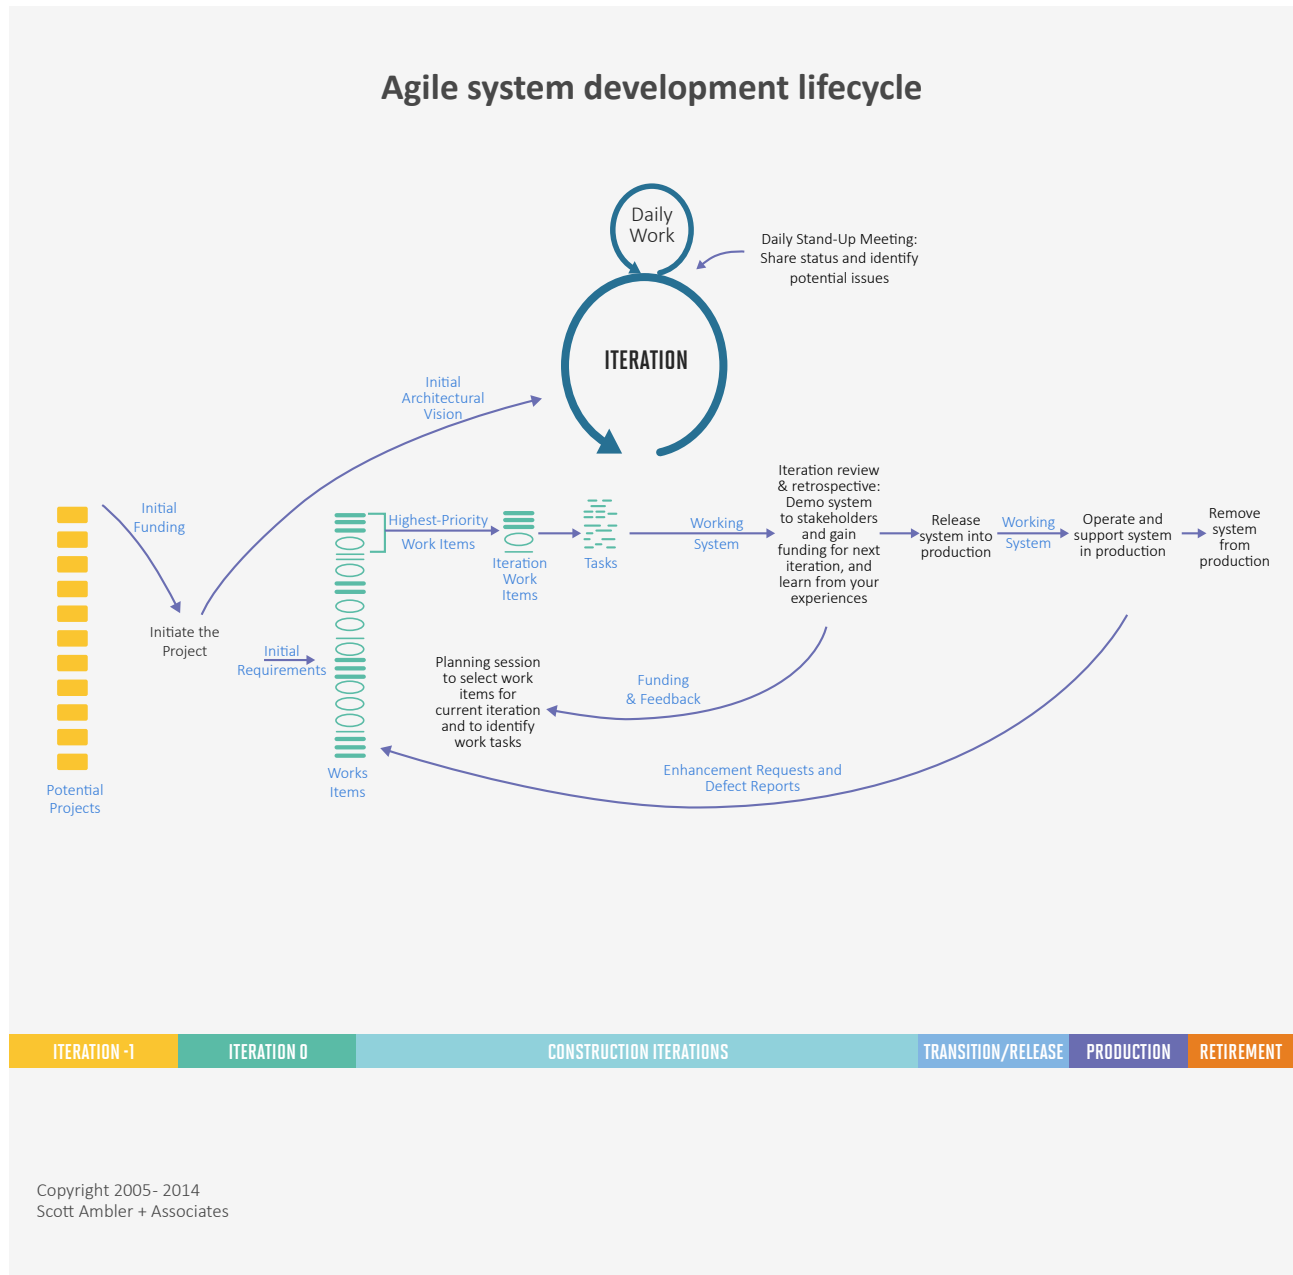 Agile system development lifecycle
Daily
Work
Daily Stand-Up Meeting:
Share status and identify
potential issues
ITERATION
Initial
Architectural
Vision
Initial
Funding
Initiate the
Project
Initial
Requirements
Potential
Projects
Works
Items
Highest-Priority
Work Items
Iteration
Work
Items
Tasks
Working
System
Iteration review
& retrospective:
Demo system
to stakeholders
and gain
funding for next
iteration, and
learn from your
experiences
Release
system into
production
Working
System
Operate and
support system
in production
Remove
system
from
production
Planning session
to select work
items for
current iteration
and to identify
work tasks
Funding
& Feedback
Enhancement Requests and
Defect Reports
ITERATION -1
ITERATION 0
CONSTRUCTION ITERATIONS
TRANSITION/RELEASE
PRODUCTION
RETIREMENT
Copyright 2005- 2014
Scott Ambler + Associates